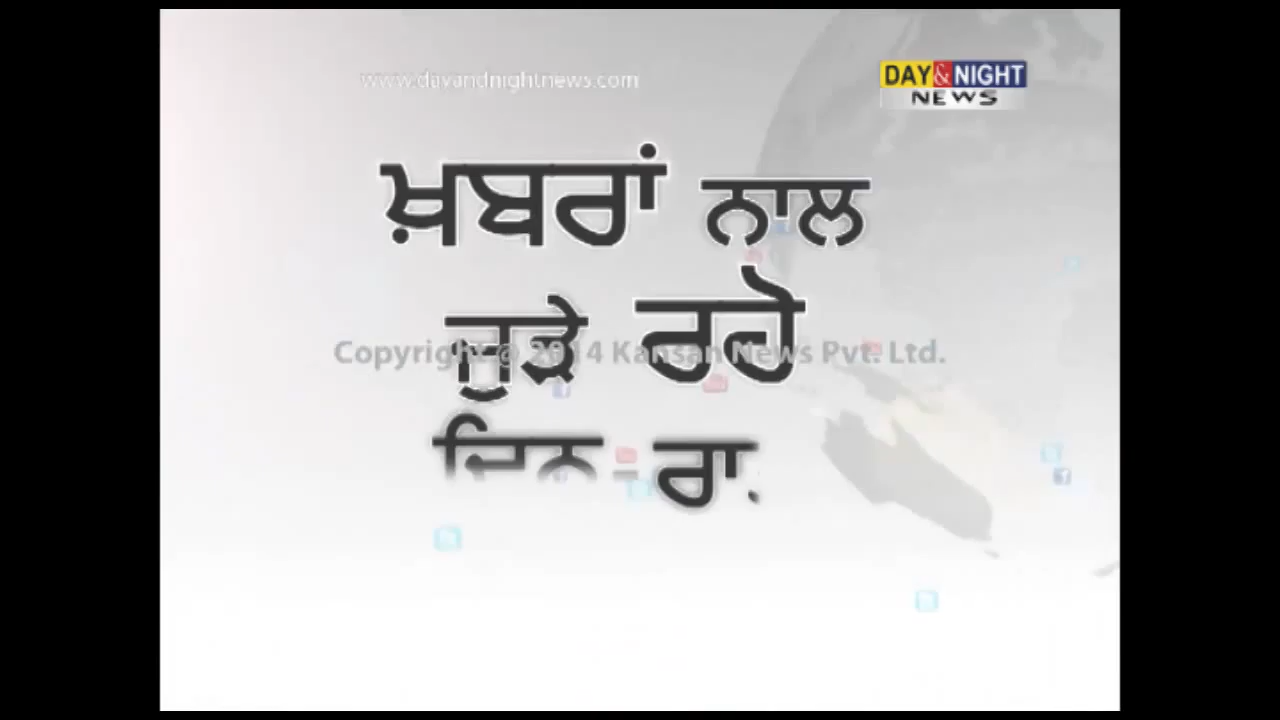 www.dayandnightnews.com
DAY & NIGHT
NEWS
ਖ਼ਬਰਾਂ ਨਾਲ
ਜੁੜੇ ਰਹੋ
Copyright @ 2014 Kansan News Pvt. Ltd.
ਦਿਨ -